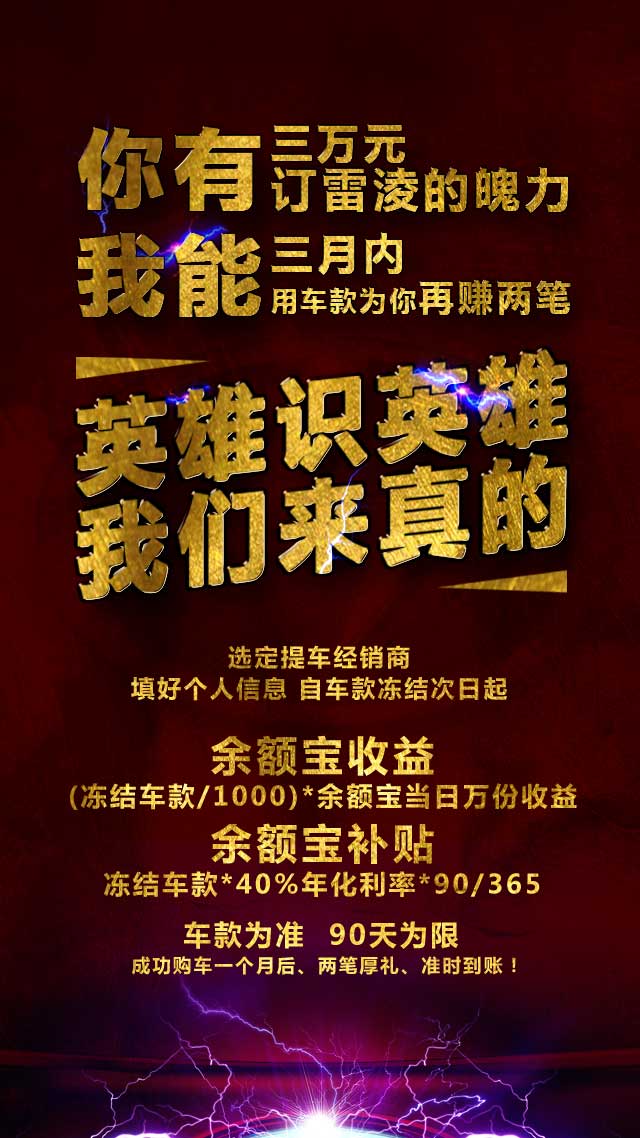 你有三万元
订雷凌的魄力
我能三月内
用车款为你再赚两笔
英雄识英雄
我们来真的
选定提车经销商
填好个人信息 自车款冻结次日起
余额宝收益
(冻结车款/1000)*余额宝当日万份收益
余额宝补贴
冻结车款*40%年化利率*90/365
车款为准 90天为限
成功购车一个月后、两笔厚礼、准时到账！